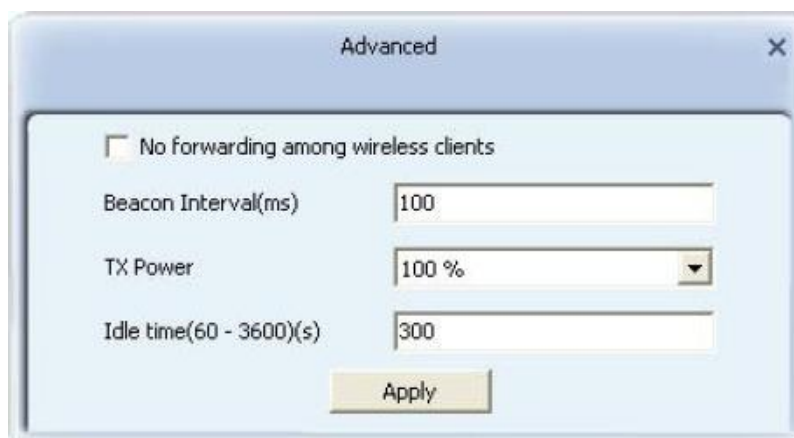 Advanced
No forwarding among wireless clients
Beacon Interval(ms) 100
TX Power 100 %
Idle time(60 - 3600)(s) 300
Apply